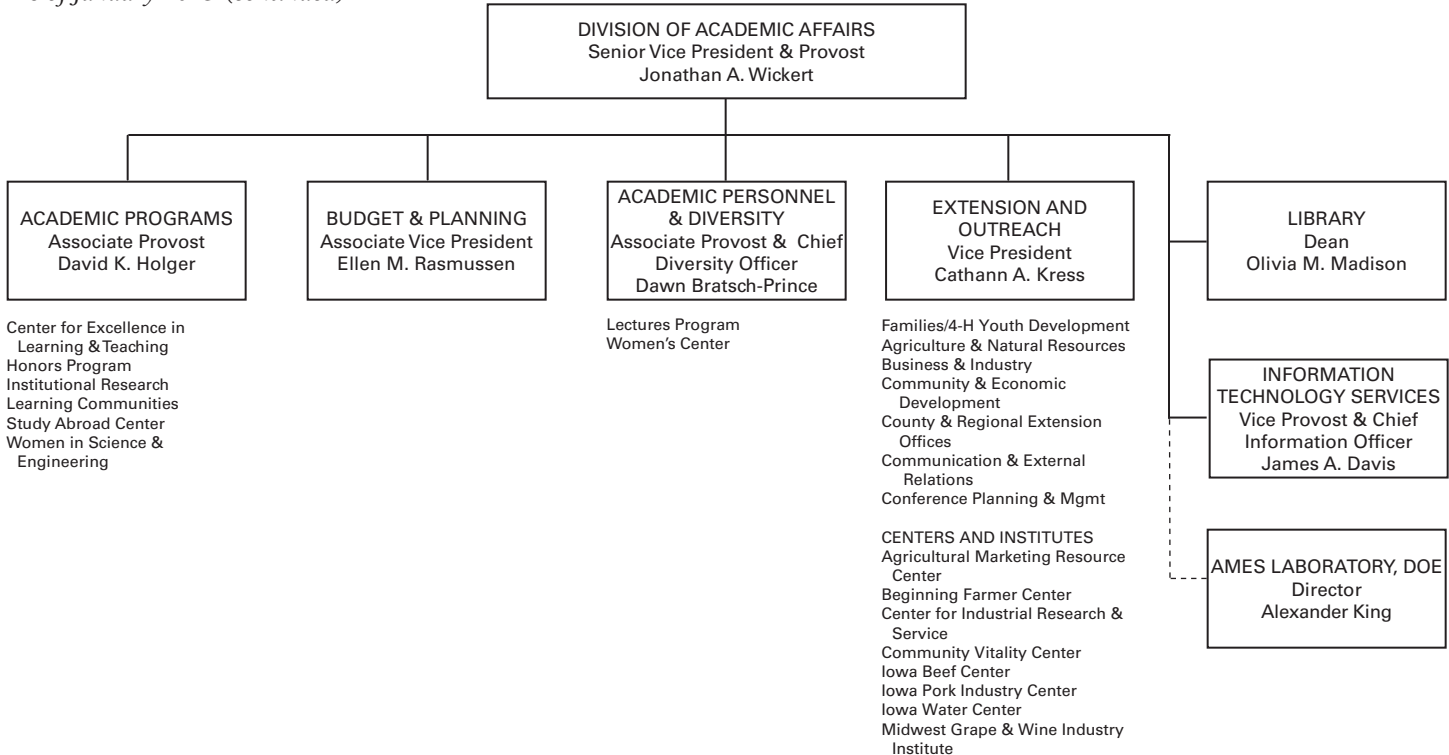 (continued)
DIVISION OF ACADEMIC AFFAIRS
Senior Vice President & Provost
Jonathan A. Wickert
ACADEMIC PROGRAMS
Associate Provost
David K. Holger
Center for Excellence in
Learning & Teaching
Honors Program
Institutional Research
Learning Communities
Study Abroad Center
Women in Science &
Engineering
BUDGET & PLANNING
Associate Vice President
Ellen M. Rasmussen
ACADEMIC PERSONNEL
& DIVERSITY
Associate Provost & Chief
Diversity Officer
Dawn Bratsch-Prince
Lectures Program
Women's Center
EXTENSION AND
OUTREACH
Vice President
Cathann A. Kress
Families/4-H Youth Development
Agriculture & Natural Resources
Business & Industry
Community & Economic
Development
County & Regional Extension
Offices
Communication & External
Relations
Conference Planning & Mgmt
CENTERS AND INSTITUTES
Agricultural Marketing Resource
Center
Beginning Farmer Center
Center for Industrial Research &
Service
Community Vitality Center
Iowa Beef Center
Iowa Pork Industry Center
Iowa Water Center
Midwest Grape & Wine Industry
Institute
LIBRARY
Dean
Olivia M. Madison
INFORMATION
TECHNOLOGY SERVICES
Vice Provost & Chief
Information Officer
James A. Davis
AMES LABORATORY, DOE
Director
Alexander King